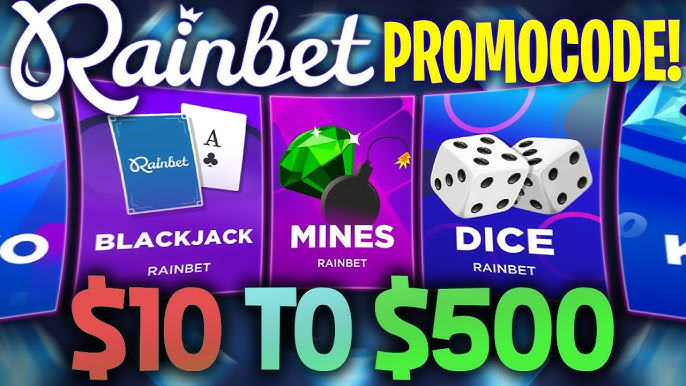 Rainbet PROMOCODE!
A
Rainbet
BLACKJACK
RAINBET
MINES
RAINBET
DICE
RAINBET
$10 TO $500